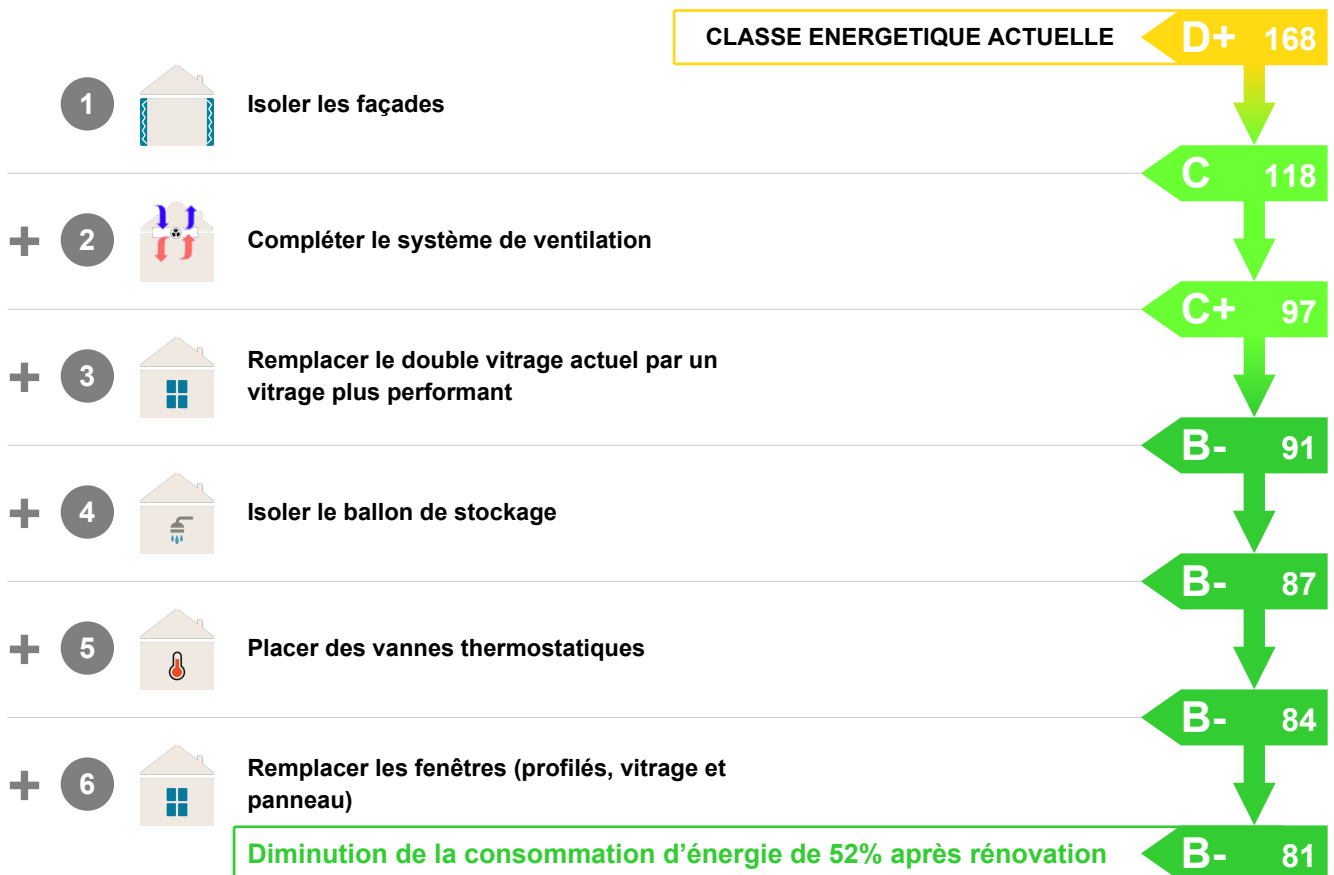 CLASSE ENERGETIQUE ACTUELLE D+ 168
1 Isoler les façades
C 118
+ 2 Compléter le système de ventilation
C+ 97
+ 3 Remplacer le double vitrage actuel par un
vitrage plus performant
B- 91
+ 4 Isoler le ballon de stockage
B- 87
+ 5 Placer des vannes thermostatiques
B- 84
+ 6 Remplacer les fenêtres (profilés, vitrage et
panneau)
Diminution de la consommation d'énergie de 52% après rénovation B- 81